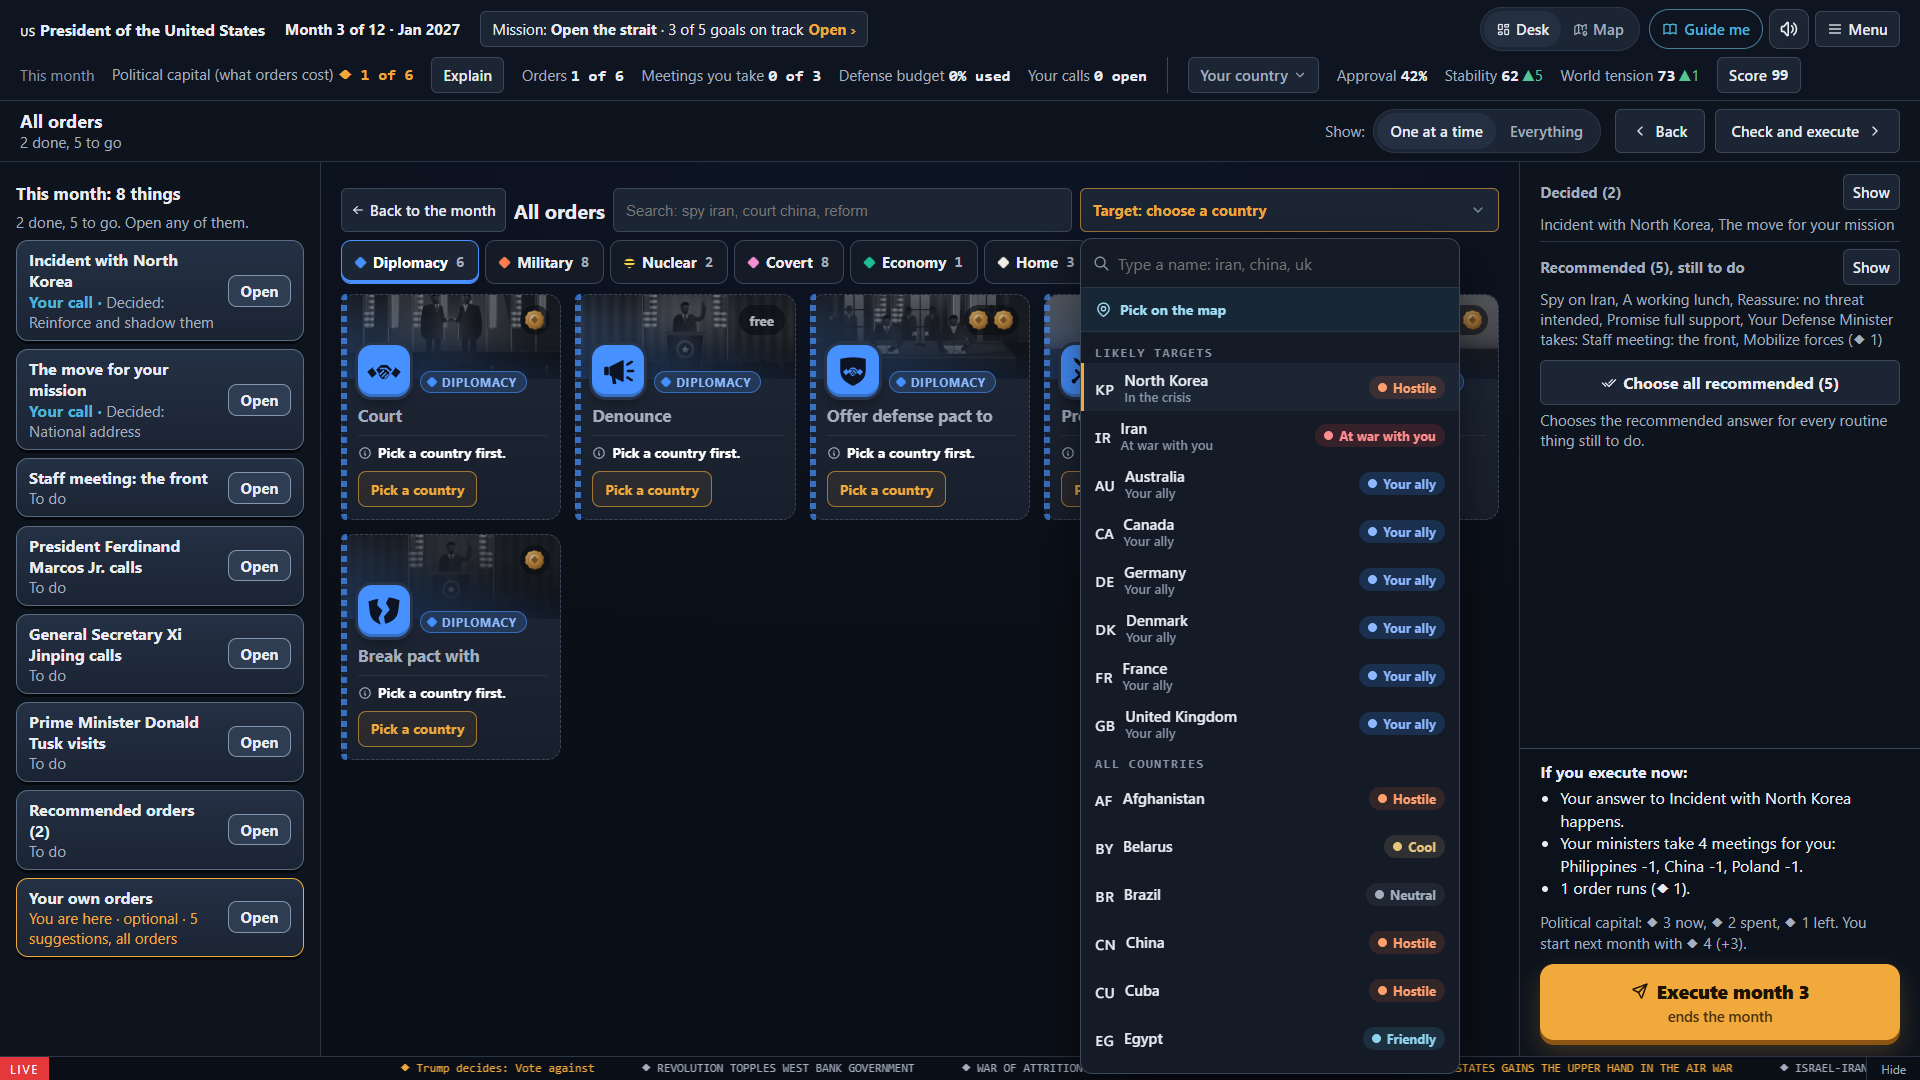 US President of the United States
Month 3 of 12 · Jan 2027
Mission: Open the strait · 3 of 5 goals on track Open ›
Desk
Map
Guide me
Menu
This month
Political capital (what orders cost) 1 of 6
Explain
Orders 1 of 6
Meetings you take 0 of 3
Defense budget 0% used
Your calls 0 open
Your country
Approval 42%
Stability 62 ▲5
World tension 73 ▲1
Score 99
All orders
2 done, 5 to go
Show:
One at a time
Everything
Back
Check and execute
This month: 8 things
2 done, 5 to go. Open any of them.
Incident with North
Korea
Your call · Decided:
Reinforce and shadow them
Open
The move for your
mission
Your call · Decided:
National address
Open
Staff meeting: the front
To do
Open
President Ferdinand
Marcos Jr. calls
To do
Open
General Secretary Xi
Jinping calls
To do
Open
Prime Minister Donald
Tusk visits
To do
Open
Recommended orders
(2)
To do
Open
Your own orders
You are here · optional · 5
suggestions, all orders
Open
← Back to the month
All orders
Search: spy iran, court china, reform
Target: choose a country
Diplomacy 6
Military 8
Nuclear 2
Covert 8
Economy 1
Home 3
DIPLOMACY
Court
Pick a country first.
Pick a country
free
DIPLOMACY
Denounce
Pick a country first.
Pick a country
DIPLOMACY
Offer defense pact to
Pick a country first.
Pick a country
DIPLOMACY
Break pact with
Pick a country first.
Pick a country
Type a name: iran, china, uk
Pick on the map
LIKELY TARGETS
KP North Korea
In the crisis
Hostile
IR Iran
At war with you
At war with you
AU Australia
Your ally
Your ally
CA Canada
Your ally
Your ally
DE Germany
Your ally
Your ally
DK Denmark
Your ally
Your ally
FR France
Your ally
Your ally
GB United Kingdom
Your ally
Your ally
ALL COUNTRIES
AF Afghanistan
Hostile
BY Belarus
Cool
BR Brazil
Neutral
CN China
Hostile
CU Cuba
Hostile
EG Egypt
Friendly
Decided (2)
Show
Incident with North Korea, The move for your mission
Recommended (5), still to do
Show
Spy on Iran, A working lunch, Reassure: no threat
intended, Promise full support, Your Defense Minister
takes: Staff meeting: the front, Mobilize forces (◆ 1)
Choose all recommended (5)
Chooses the recommended answer for every routine
thing still to do.
If you execute now:
• Your answer to Incident with North Korea
happens.
• Your ministers take 4 meetings for you:
Philippines -1, China -1, Poland -1.
• 1 order runs (◆ 1).
Political capital: ◆ 3 now, ◆ 2 spent, ◆ 1 left. You
start next month with ◆ 4 (+3).
Execute month 3
ends the month
LIVE
◆ Trump decides: Vote against
◆ REVOLUTION TOPPLES WEST BANK GOVERNMENT
◆ WAR OF ATTRITION
STATES GAINS THE UPPER HAND IN THE AIR WAR
◆ ISRAEL-IRAN
Hide